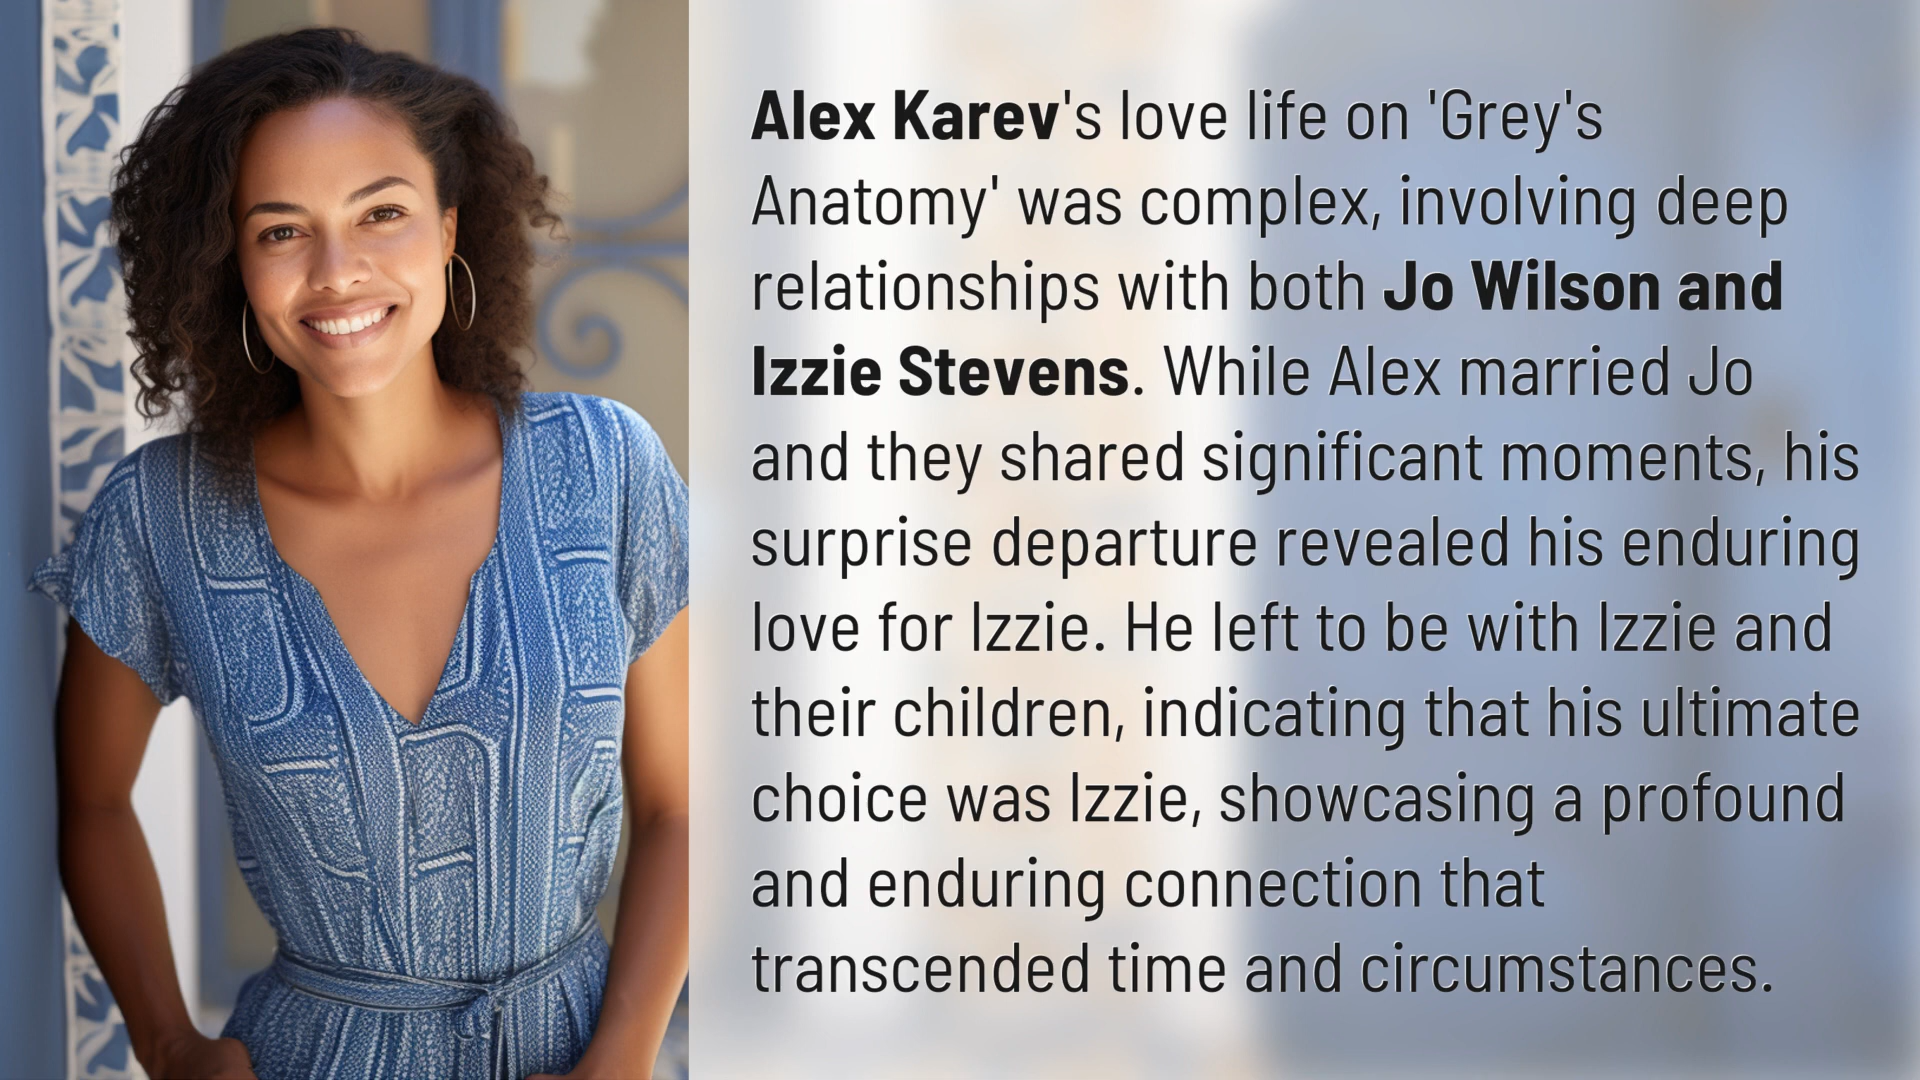 Alex Karev's love life on 'Grey's
Anatomy' was complex, involving deep
relationships with both Jo Wilson and
Izzie Stevens. While Alex married Jo
and they shared significant moments, his
surprise departure revealed his enduring
love for Izzie. He left to be with Izzie and
their children, indicating that his ultimate
choice was Izzie, showcasing a profound
and enduring connection that
transcended time and circumstances.